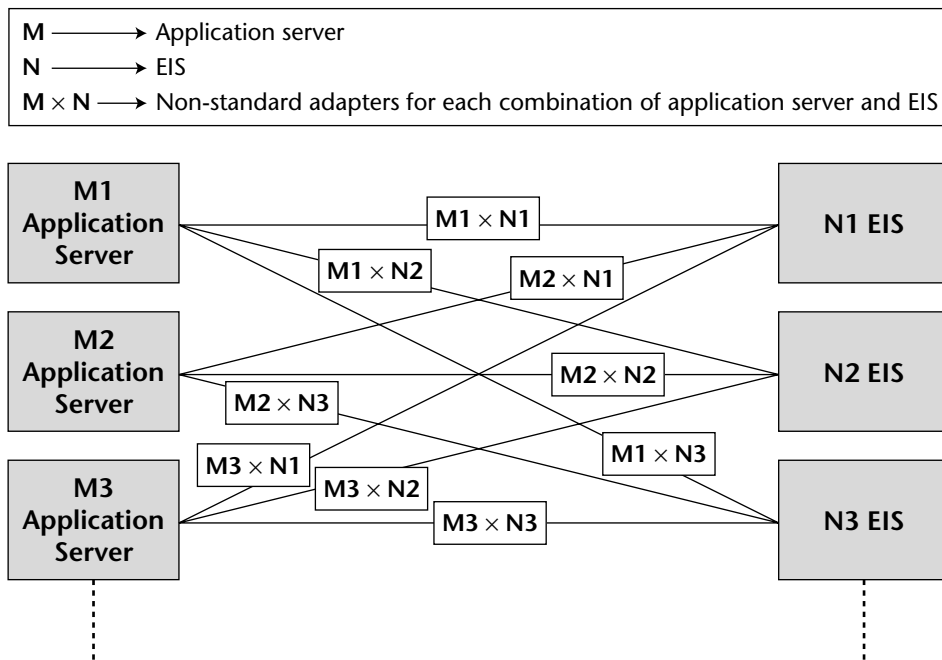 M → Application server
N → EIS
M × N → Non-standard adapters for each combination of application server and EIS
M1
Application
Server
M1 × N1
N1 EIS
M1 × N2
M2 × N1
M2
Application
Server
M2 × N2
N2 EIS
M2 × N3
M3 × N1
M1 × N3
M3
Application
Server
M3 × N2
M3 × N3
N3 EIS